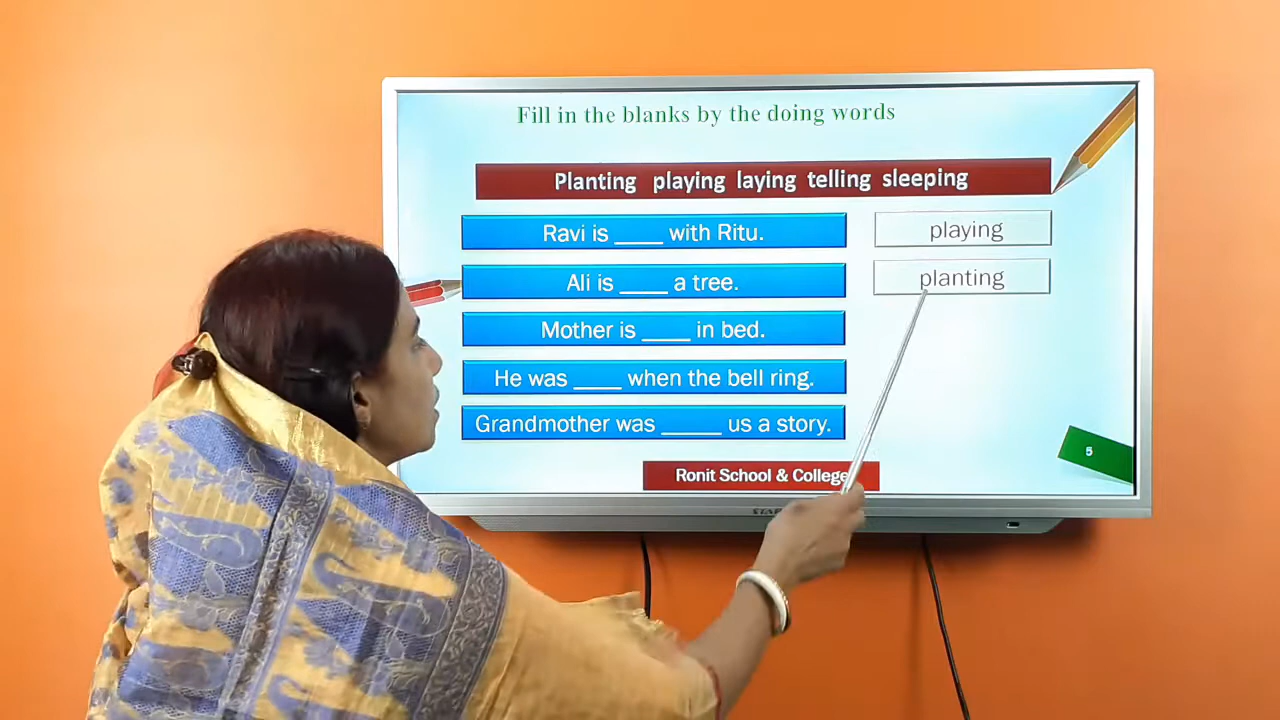 Fill in the blanks by the doing words
Planting playing laying telling sleeping
Ravi is ____ with Ritu.
playing
Ali is ____ a tree.
planting
Mother is ____ in bed.
He was ____ when the bell ring.
Grandmother was _____ us a story.
5
Ronit School & College